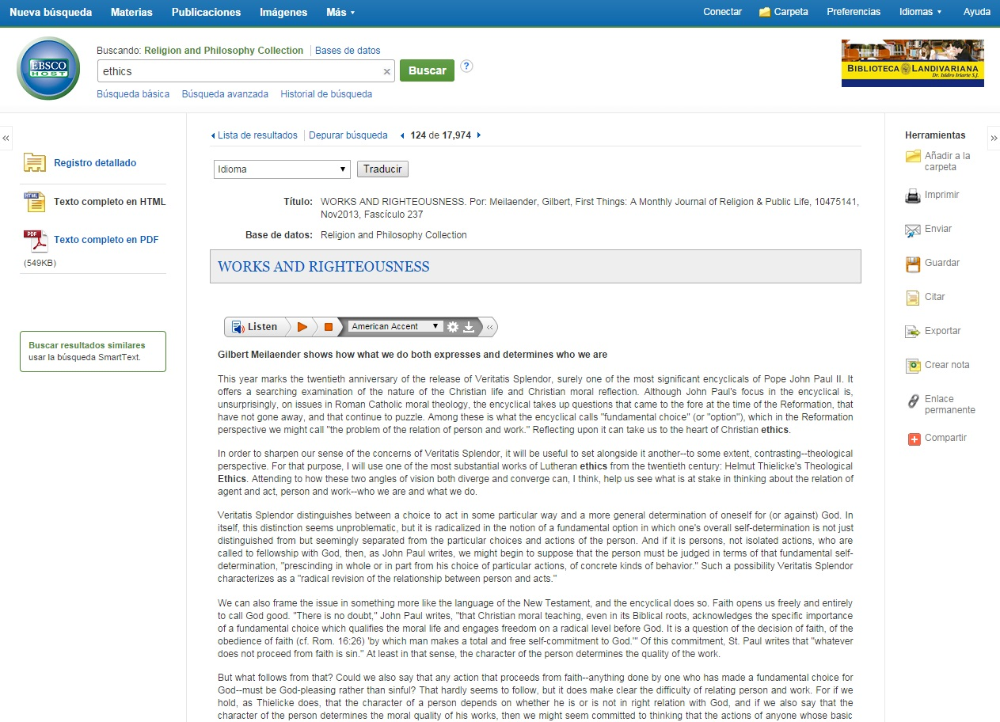 Nueva búsqueda Materias Publicaciones Imágenes Más Conectar Carpeta Preferencias Idiomas Ayuda
EBSCO
HOST
Buscando: Religion and Philosophy Collection Bases de datos
ethics × Buscar ?
Búsqueda básica Búsqueda avanzada Historial de búsqueda
BIBLIOTECA LANDIVARIANA
Dr. Isidro Iriarte S.J.
«
Registro detallado
HTML Texto completo en HTML
PDF Texto completo en PDF
(549KB)
Buscar resultados similares
usar la búsqueda SmartText.
Lista de resultados Depurar búsqueda 124 de 17,974
Idioma Traducir
Título: WORKS AND RIGHTEOUSNESS. Por: Meilaender, Gilbert, First Things: A Monthly Journal of Religion & Public Life, 10475141,
Nov2013, Fascículo 237
Base de datos: Religion and Philosophy Collection
WORKS AND RIGHTEOUSNESS
Listen American Accent «
Gilbert Meilaender shows how what we do both expresses and determines who we are
This year marks the twentieth anniversary of the release of Veritatis Splendor, surely one of the most significant encyclicals of Pope John Paul II. It
offers a searching examination of the nature of the Christian life and Christian moral reflection. Although John Paul's focus in the encyclical is,
unsurprisingly, on issues in Roman Catholic moral theology, the encyclical takes up questions that came to the fore at the time of the Reformation, that
have not gone away, and that continue to puzzle. Among these is what the encyclical calls "fundamental choice" (or "option"), which in the Reformation
perspective we might call "the problem of the relation of person and work." Reflecting upon it can take us to the heart of Christian ethics.
In order to sharpen our sense of the concerns of Veritatis Splendor, it will be useful to set alongside it another--to some extent, contrasting--theological
perspective. For that purpose, I will use one of the most substantial works of Lutheran ethics from the twentieth century: Helmut Thielicke's Theological
Ethics. Attending to how these two angles of vision both diverge and converge can, I think, help us see what is at stake in thinking about the relation of
agent and act, person and work--who we are and what we do.
Veritatis Splendor distinguishes between a choice to act in some particular way and a more general determination of oneself for (or against) God. In
itself, this distinction seems unproblematic, but it is radicalized in the notion of a fundamental option in which one's overall self-determination is not just
distinguished from but seemingly separated from the particular choices and actions of the person. And if it is persons, not isolated actions, who are
called to fellowship with God, then, as John Paul writes, we might begin to suppose that the person must be judged in terms of that fundamental self-
determination, "prescinding in whole or in part from his choice of particular actions, of concrete kinds of behavior." Such a possibility Veritatis Splendor
characterizes as a "radical revision of the relationship between person and acts."
We can also frame the issue in something more like the language of the New Testament, and the encyclical does so. Faith opens us freely and entirely
to call God good. "There is no doubt," John Paul writes, "that Christian moral teaching, even in its Biblical roots, acknowledges the specific importance
of a fundamental choice which qualifies the moral life and engages freedom on a radical level before God. It is a question of the decision of faith, of the
obedience of faith (cf. Rom. 16:26) 'by which man makes a total and free self-commitment to God.'" Of this commitment, St. Paul writes that "whatever
does not proceed from faith is sin." At least in that sense, the character of the person determines the quality of the work.
But what follows from that? Could we also say that any action that proceeds from faith--anything done by one who has made a fundamental choice for
God--must be God-pleasing rather than sinful? That hardly seems to follow, but it does make clear the difficulty of relating person and work. For if we
hold, as Thielicke does, that the character of a person depends on whether he is or is not in right relation with God, and if we also say that the
character of the person determines the moral quality of his works, then we might seem committed to thinking that the actions of anyone whose basic
Herramientas »
Añadir a la
carpeta
Imprimir
Enviar
Guardar
Citar
Exportar
Crear nota
Enlace
permanente
Compartir